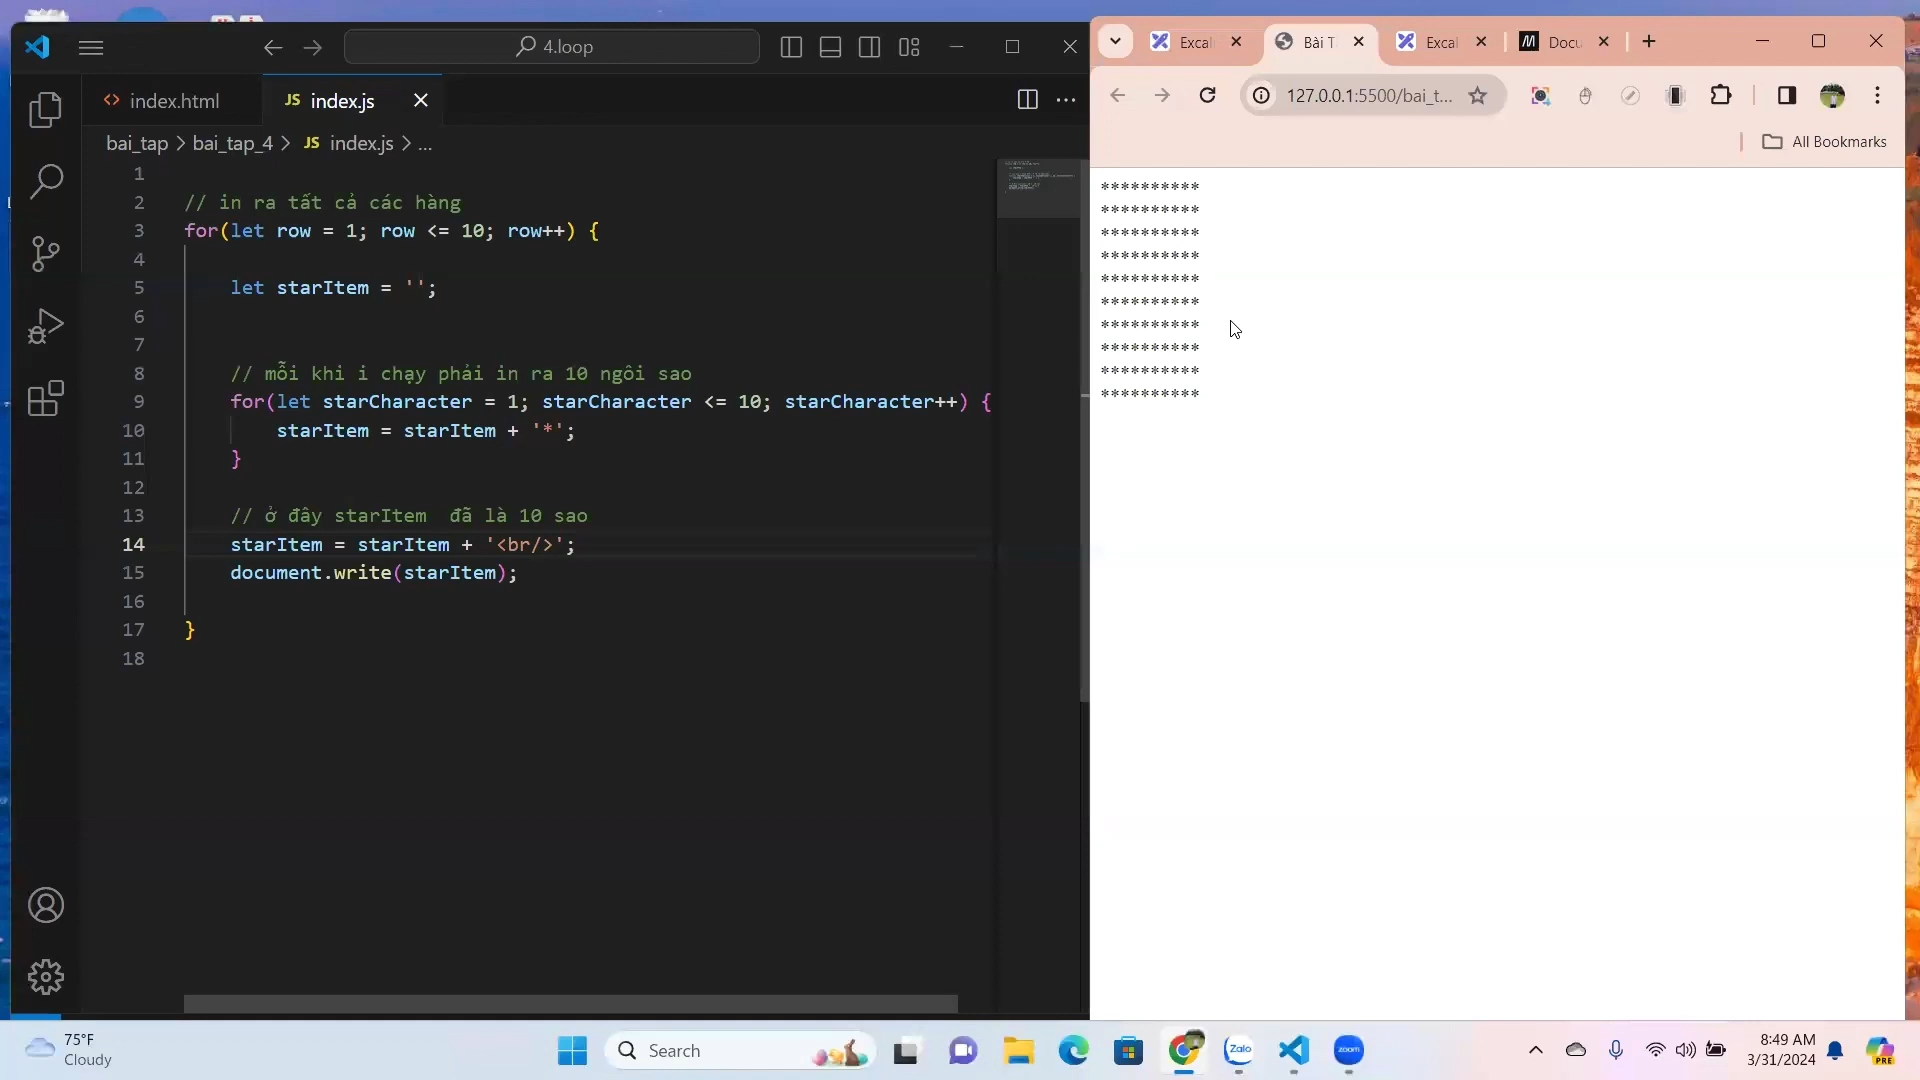 4.loop
index.html
JS index.js
bai_tap > bai_tap_4 > JS index.js > ...
1
2 // in ra tất cả các hàng
3 for(let row = 1; row <= 10; row++) {
4
5 let starItem = '';
6
7
8 // mỗi khi i chạy phải in ra 10 ngôi sao
9 for(let starCharacter = 1; starCharacter <= 10; starCharacter++) {
10 starItem = starItem + '*';
11 }
12
13 // ở đây starItem  đã là 10 sao
14 starItem = starItem + '<br/>';
15 document.write(starItem);
16
17 }
18
Excal
Bài T
Excal
Docu
127.0.0.1:5500/bai_t...
All Bookmarks
**********
**********
**********
**********
**********
**********
**********
**********
**********
**********
75°F
Cloudy
Search
Zalo
zoom
8:49 AM
3/31/2024
PRE